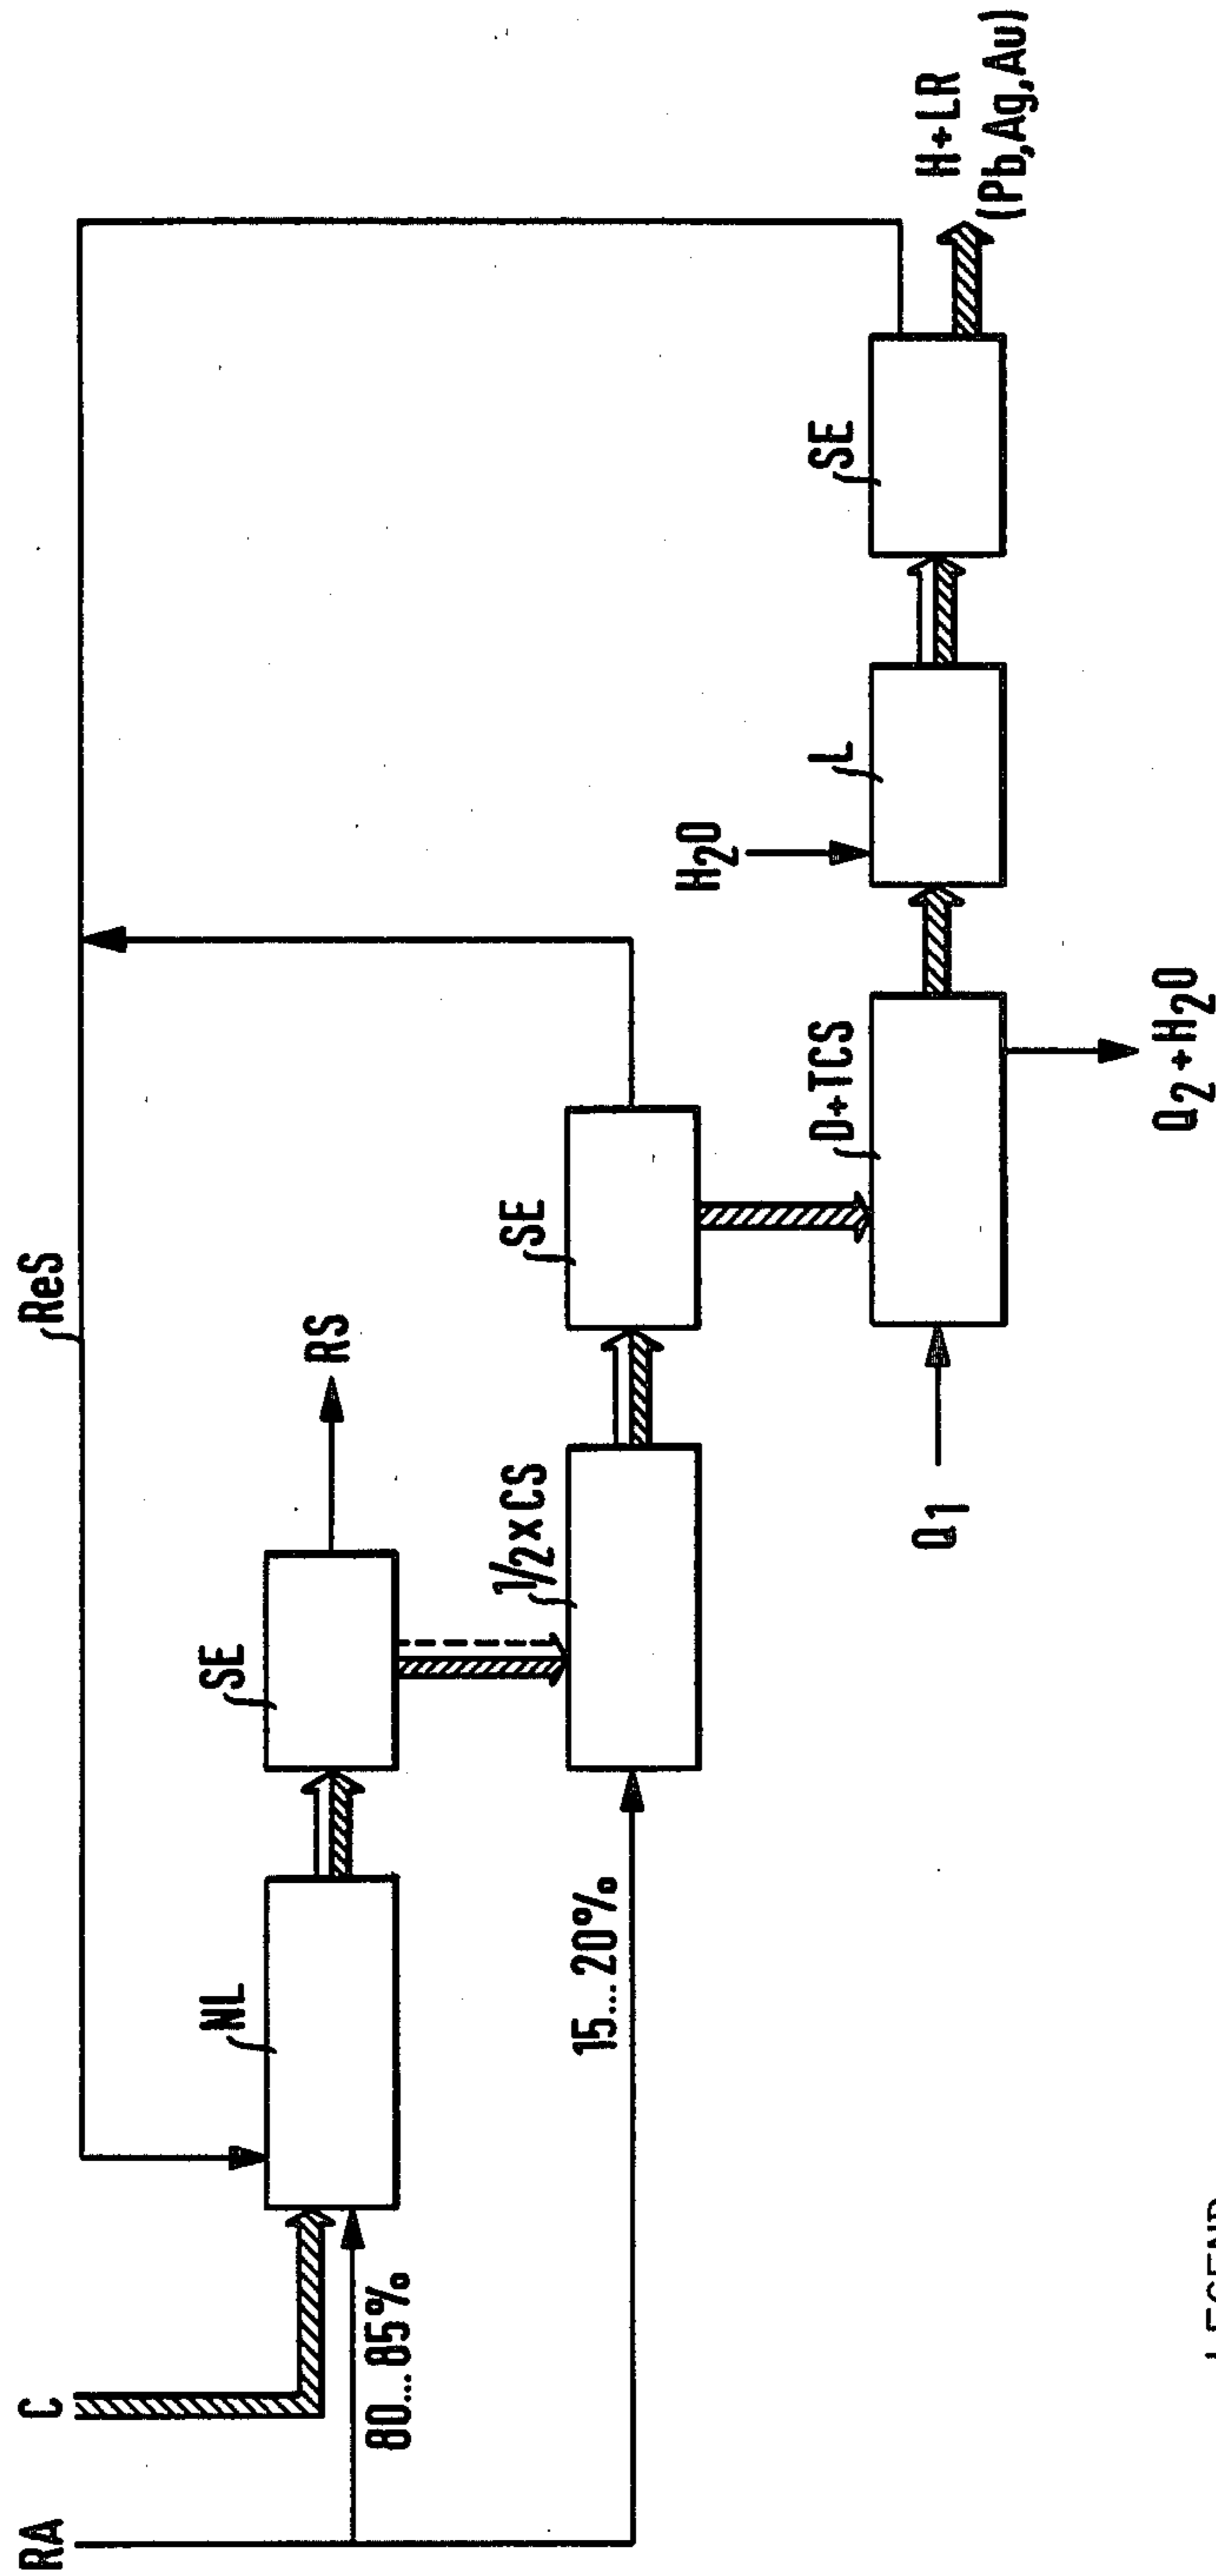 RA
C
ReS
80...85%
NL
SE
RS
15...20%
1/2xCS
SE
Q1
D+TCS
Q2+H2O
H2O
L
SE
H+LR
(Pb,Ag,Au)